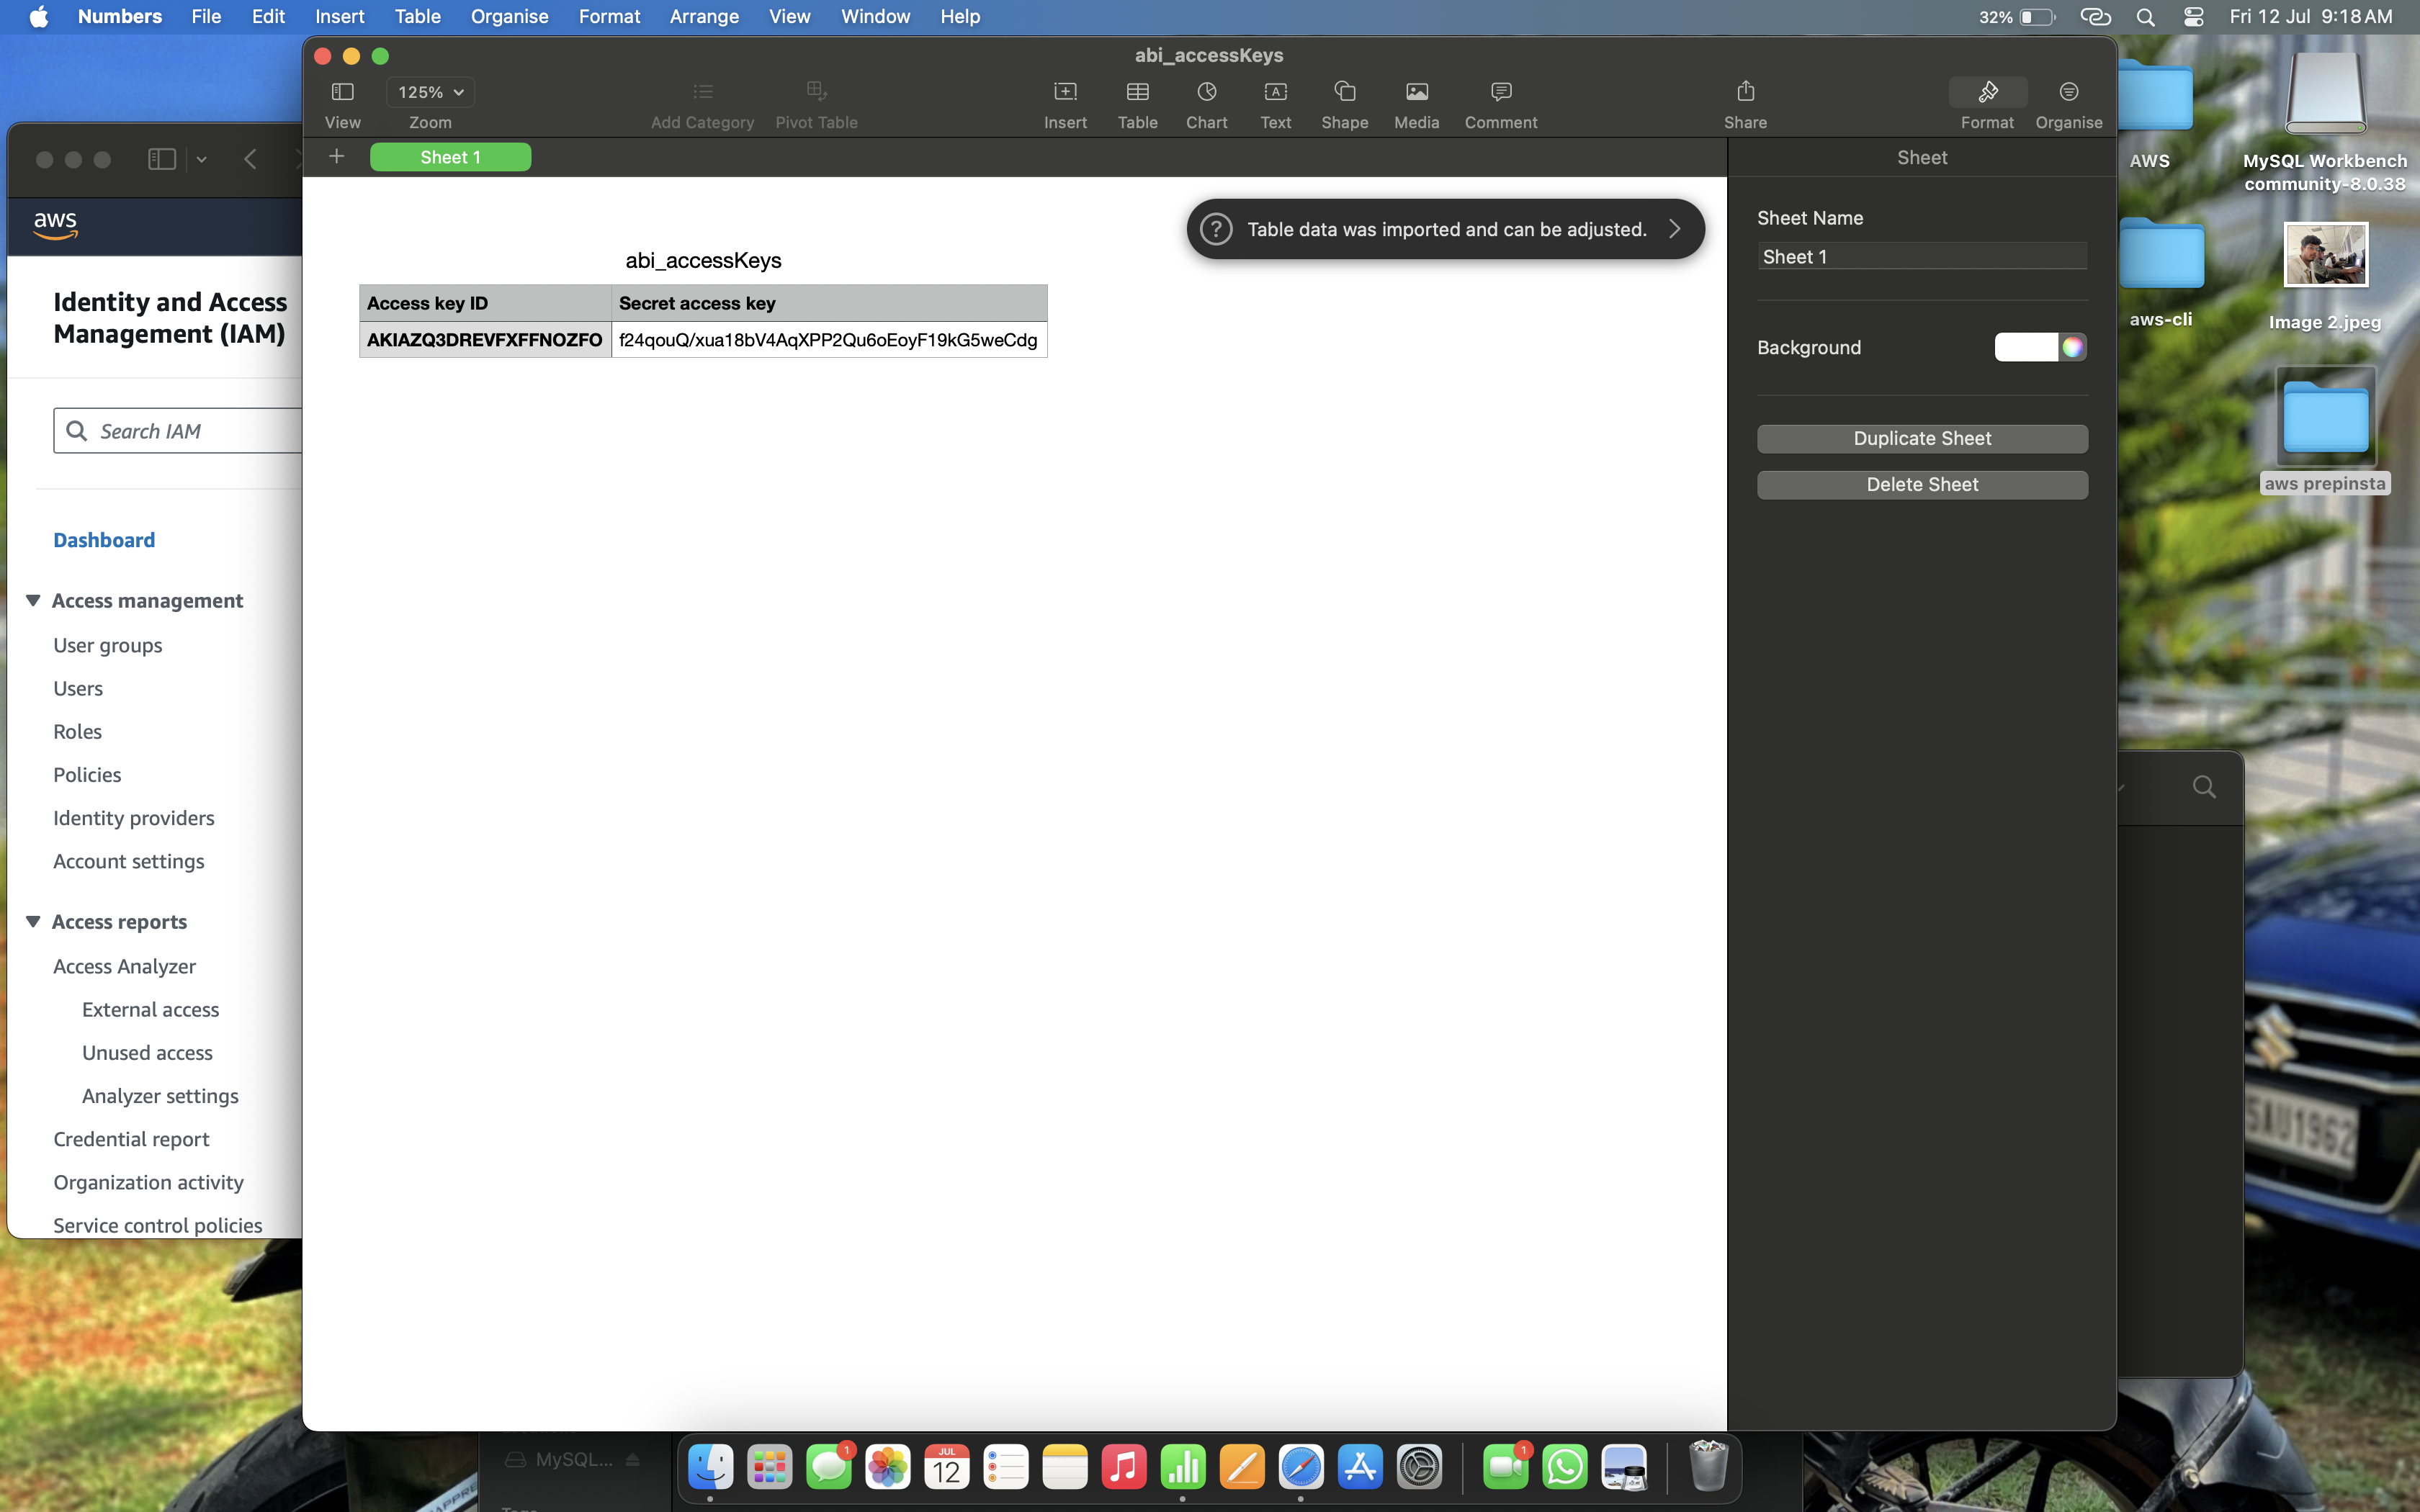 Numbers File Edit Insert Table Organise Format Arrange View Window Help
32% Fri 12 Jul 9:18 AM
abi_accessKeys
125%
View Zoom Add Category Pivot Table Insert Table Chart Text Shape Media Comment Share Format Organise
Sheet 1
Sheet
Table data was imported and can be adjusted.
abi_accessKeys
Access key ID Secret access key
AKIAZQ3DREVFXFFNOZFO f24qouQ/xua18bV4AqXPP2Qu6oEoyF19kG5weCdg
Sheet Name
Sheet 1
Background
Duplicate Sheet
Delete Sheet
aws
Identity and Access
Management (IAM)
Search IAM
Dashboard
Access management
User groups
Users
Roles
Policies
Identity providers
Account settings
Access reports
Access Analyzer
External access
Unused access
Analyzer settings
Credential report
Organization activity
Service control policies
AWS
MySQL Workbench
community-8.0.38
aws-cli
Image 2.jpeg
aws prepinsta
5AU1962
MySQL...
1
JUL
12
1